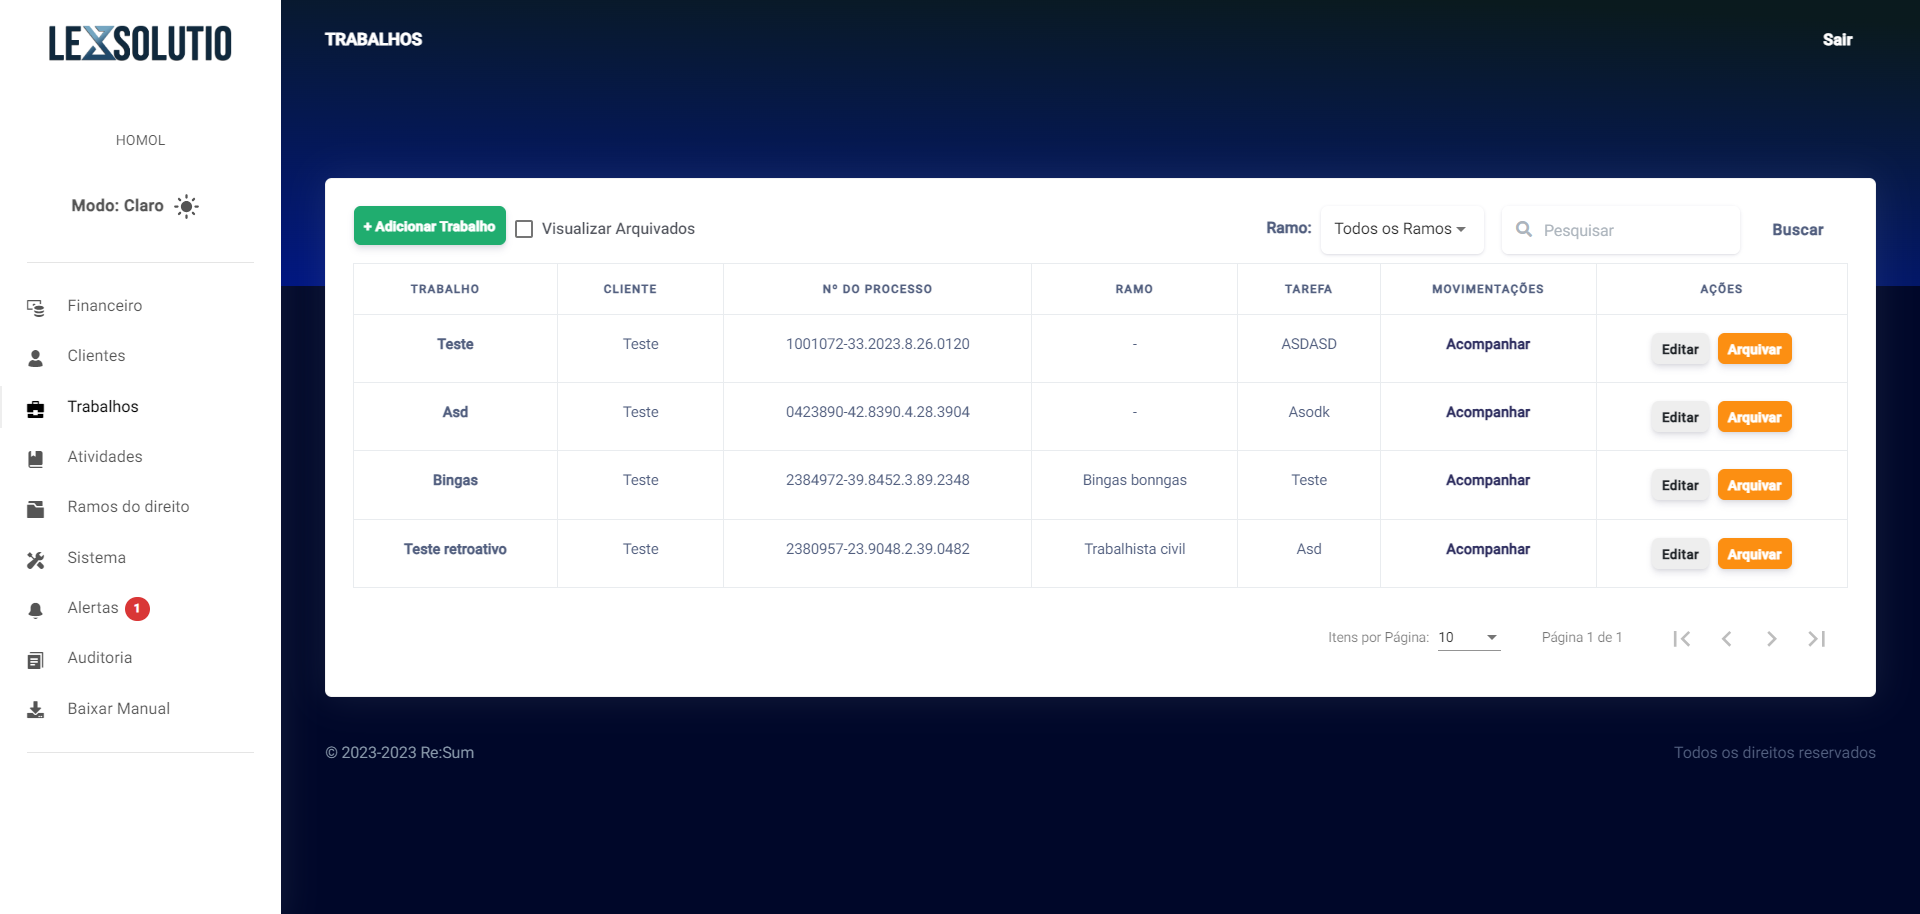 LEXSOLUTIO
HOMOL
Modo: Claro
Financeiro
Clientes
Trabalhos
Atividades
Ramos do direito
Sistema
Alertas 1
Auditoria
Baixar Manual
TRABALHOS Sair
+ Adicionar Trabalho Visualizar Arquivados Ramo: Todos os Ramos Pesquisar Buscar
TRABALHO CLIENTE Nº DO PROCESSO RAMO TAREFA MOVIMENTAÇÕES AÇÕES
Teste Teste 1001072-33.2023.8.26.0120 - ASDASD Acompanhar Editar Arquivar
Asd Teste 0423890-42.8390.4.28.3904 - Asodk Acompanhar Editar Arquivar
Bingas Teste 2384972-39.8452.3.89.2348 Bingas bonngas Teste Acompanhar Editar Arquivar
Teste retroativo Teste 2380957-23.9048.2.39.0482 Trabalhista civil Asd Acompanhar Editar Arquivar
Itens por Página: 10 Página 1 de 1
© 2023-2023 Re:Sum Todos os direitos reservados